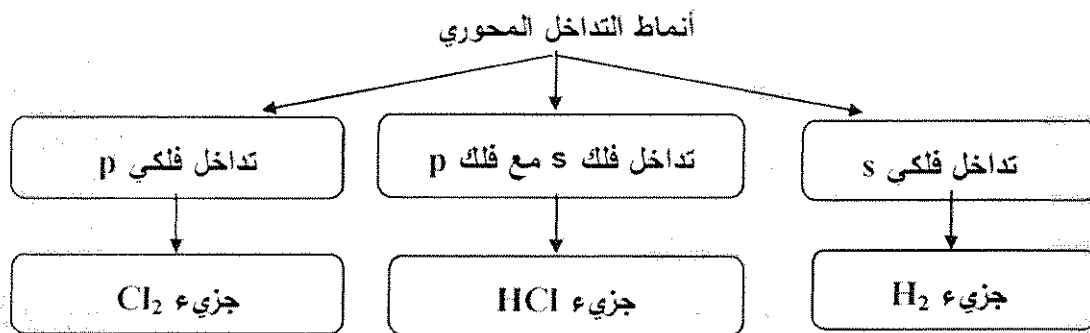 أنماط التداخل المحوري
تداخل فلكي s
تداخل فلك s مع فلك p
تداخل فلكي p
جزيء H₂
جزيء HCl
جزيء Cl₂